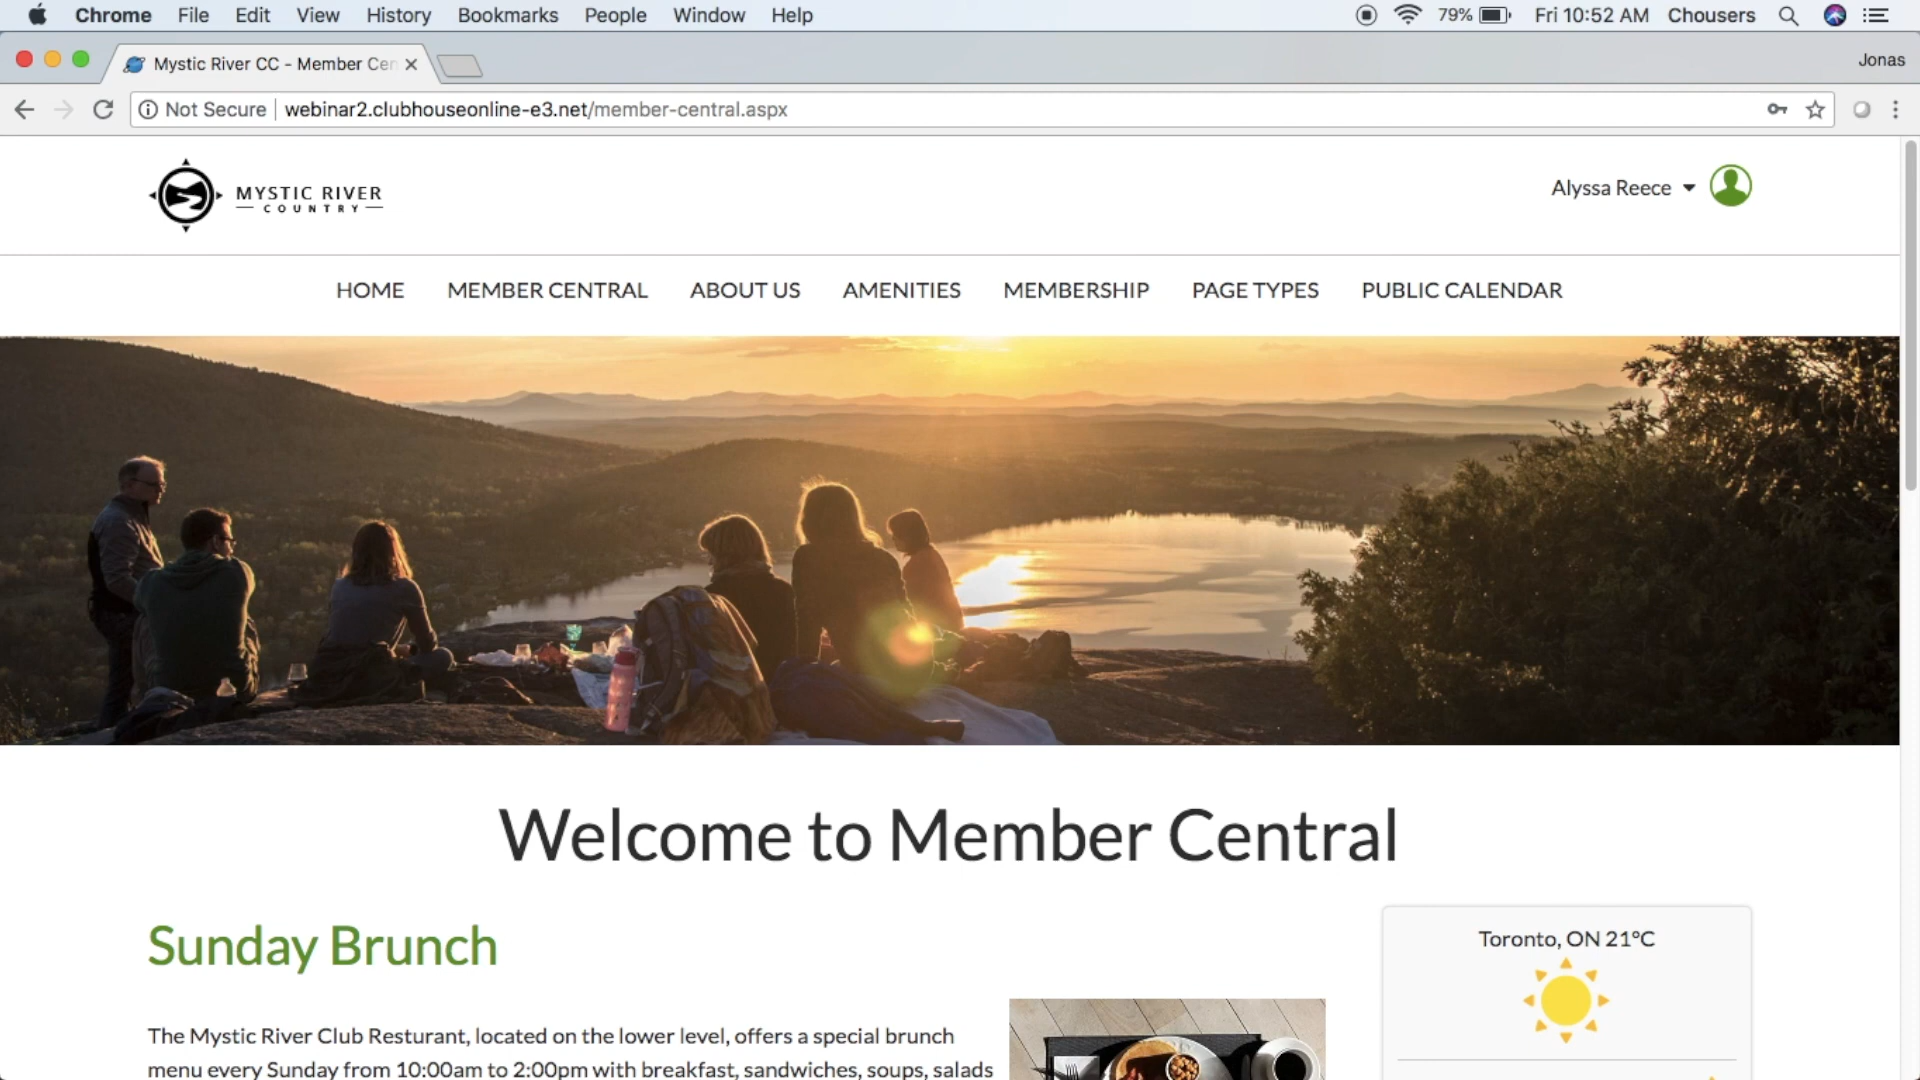 Chrome File Edit View History Bookmarks People Window Help 79% Fri 10:52 AM Chousers
Mystic River CC - Member Cen Jonas
Not Secure webinar2.clubhouseonline-e3.net/member-central.aspx
MYSTIC RIVER
COUNTRY
Alyssa Reece
HOME MEMBER CENTRAL ABOUT US AMENITIES MEMBERSHIP PAGE TYPES PUBLIC CALENDAR
Welcome to Member Central
Sunday Brunch
The Mystic River Club Resturant, located on the lower level, offers a special brunch
menu every Sunday from 10:00am to 2:00pm with breakfast, sandwiches, soups, salads
Toronto, ON 21°C